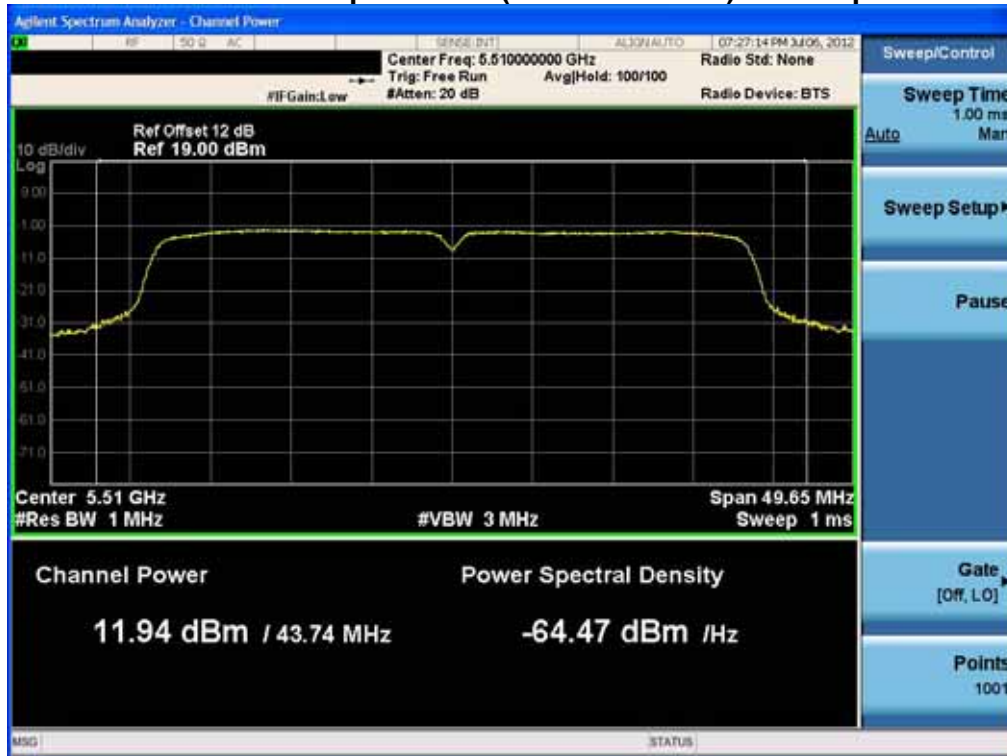 Agilent Spectrum Analyzer - Channel Power
RF 50 Ω AC SENSE:INT ALIGNAUTO 07:27:14 PM Jul 06, 2012
Center Freq: 5.510000000 GHz Radio Std: None
Trig: Free Run Avg|Hold: 100/100
#IFGain:Low #Atten: 20 dB Radio Device: BTS
Ref Offset 12 dB
10 dB/div Ref 19.00 dBm
Log
9.00
-1.00
-11.0
-21.0
-31.0
-41.0
-51.0
-61.0
-71.0
Center 5.51 GHz Span 49.65 MHz
#Res BW 1 MHz #VBW 3 MHz Sweep 1 ms
Channel Power Power Spectral Density
11.94 dBm / 43.74 MHz -64.47 dBm /Hz
MSG STATUS
Sweep/Control
Sweep Time
1.00 ms
Auto Man
Sweep Setup
Pause
Gate
[Off, LO]
Points
1001